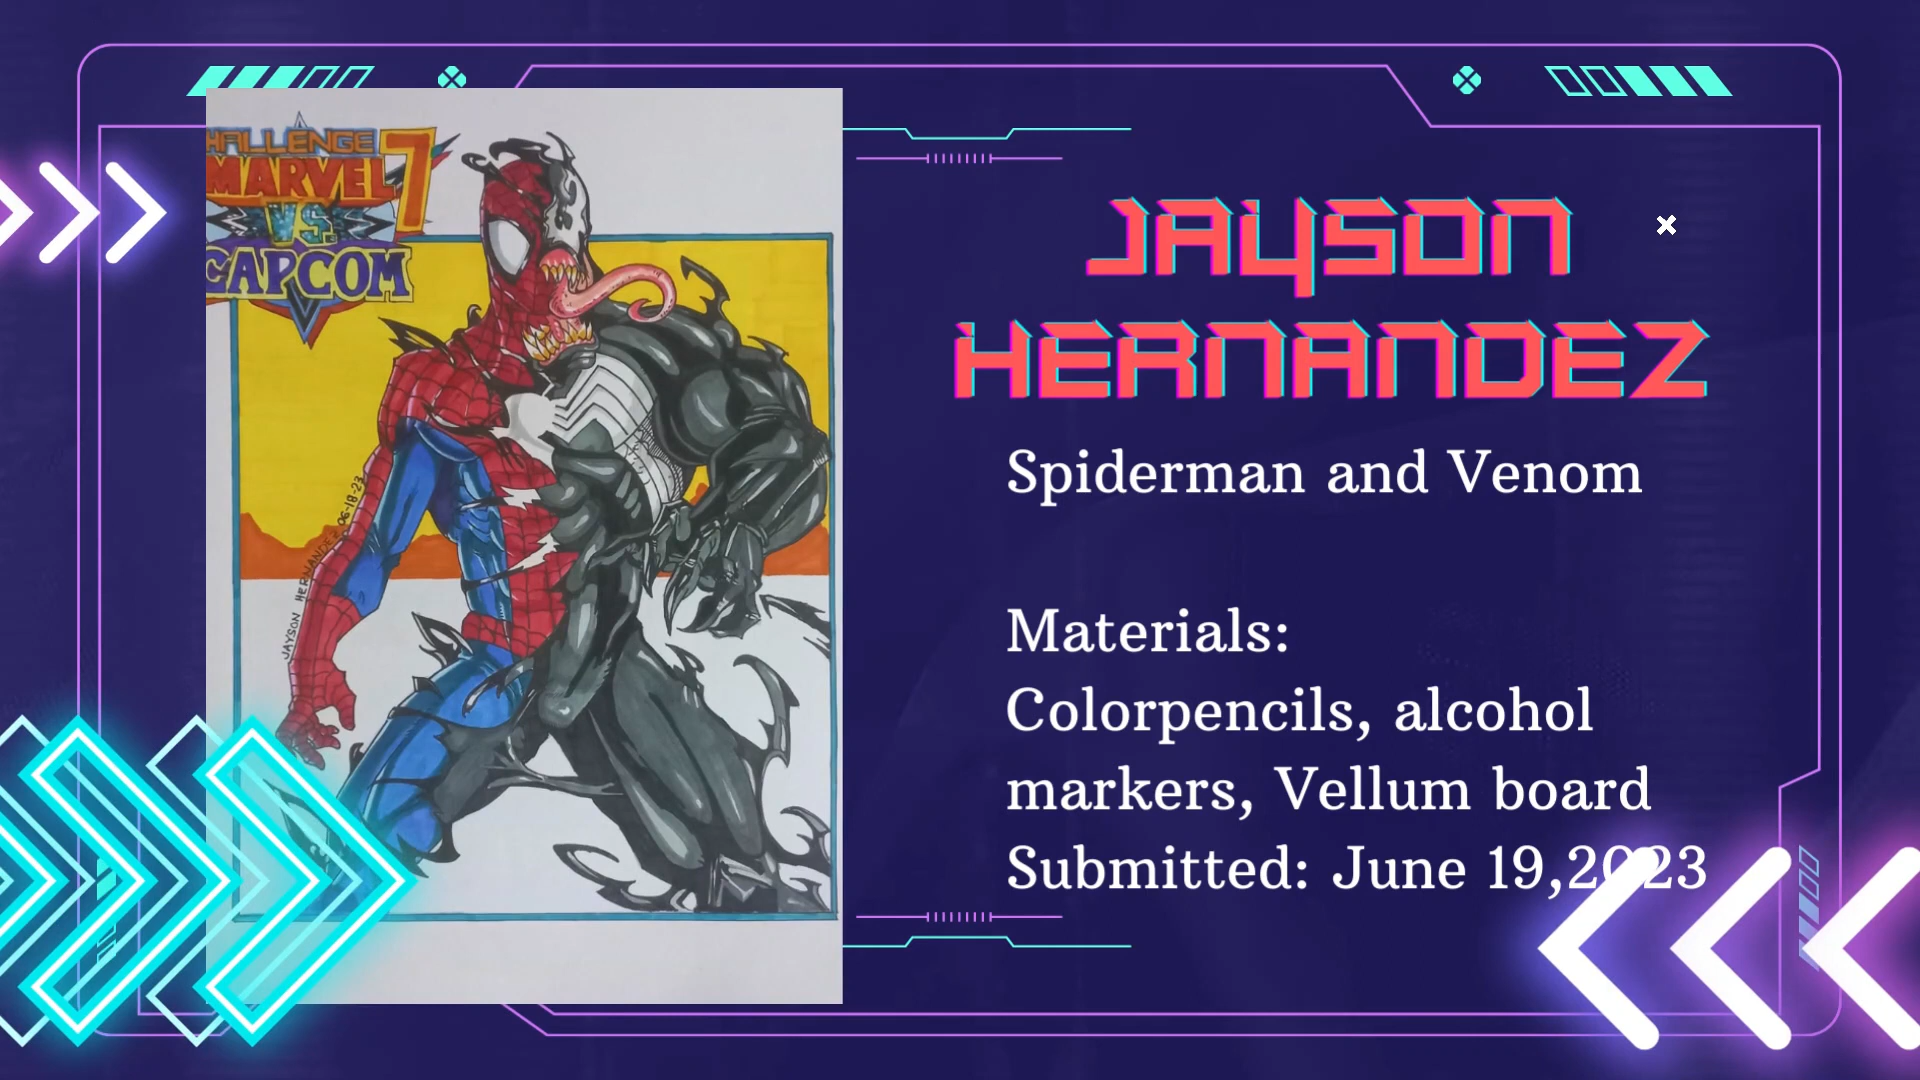 HALLENGE 7
MARVEL
VS.
CAPCOM
JAYSON HERNANDEZ 06-18-23
JAYSON
HERNANDEZ
Spiderman and Venom
Materials:
Colorpencils, alcohol
markers, Vellum board
Submitted: June 19,2023